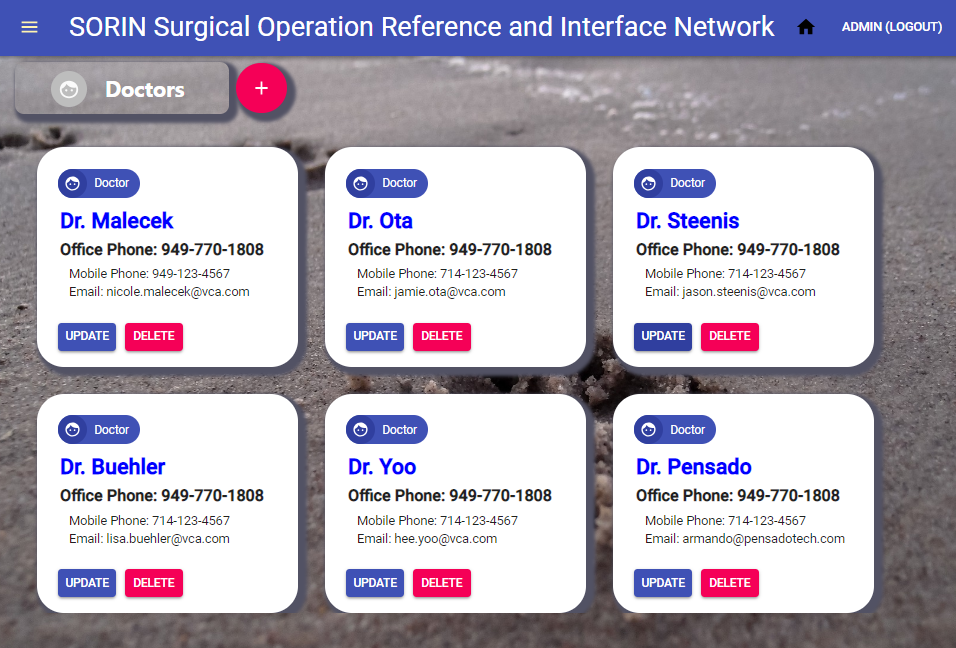 SORIN Surgical Operation Reference and Interface Network
ADMIN (LOGOUT)
Doctors
+
Doctor
Dr. Malecek
Office Phone: 949-770-1808
Mobile Phone: 949-123-4567
Email: nicole.malecek@vca.com
UPDATE DELETE
Doctor
Dr. Ota
Office Phone: 949-770-1808
Mobile Phone: 714-123-4567
Email: jamie.ota@vca.com
UPDATE DELETE
Doctor
Dr. Steenis
Office Phone: 949-770-1808
Mobile Phone: 714-123-4567
Email: jason.steenis@vca.com
UPDATE DELETE
Doctor
Dr. Buehler
Office Phone: 949-770-1808
Mobile Phone: 714-123-4567
Email: lisa.buehler@vca.com
UPDATE DELETE
Doctor
Dr. Yoo
Office Phone: 949-770-1808
Mobile Phone: 714-123-4567
Email: hee.yoo@vca.com
UPDATE DELETE
Doctor
Dr. Pensado
Office Phone: 949-770-1808
Mobile Phone: 714-123-4567
Email: armando@pensadotech.com
UPDATE DELETE